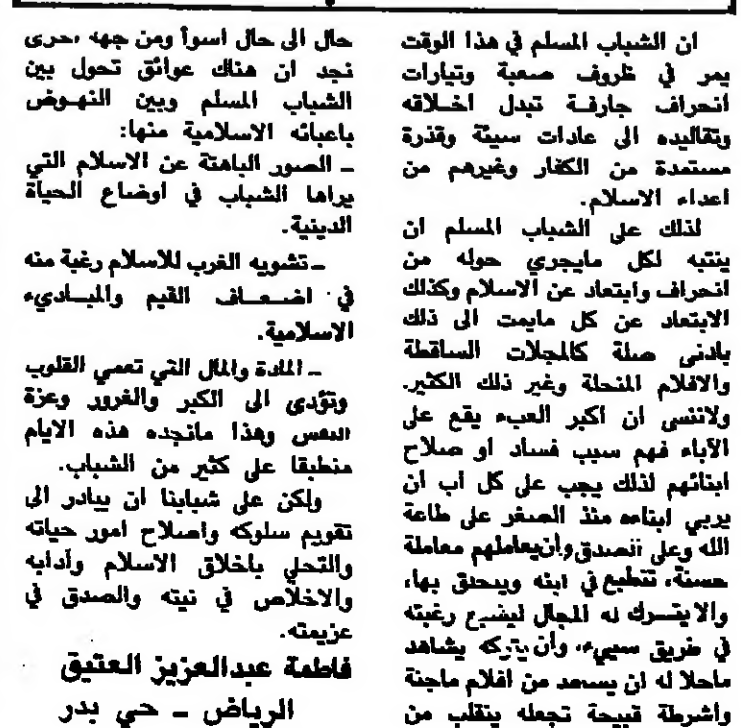 ان الشباب المسلم في هذا الوقت
يمر في ظروف صعبة وتيارات
انحراف جارفة تبدل اخلاقه
وتقاليده الى عادات سيئة وقذرة
مستمدة من الكفار وغيرهم من
اعداء الاسلام.
لذلك على الشباب المسلم ان
ينتبه لكل مايجري حوله من
انحراف وابتعاد عن الاسلام وكذلك
الابتعاد عن كل مايمت الى ذلك
بادنى صلة كالمجلات الساقطة
والافلام المنحلة وغير ذلك الكثير.
ولاننسى ان اكبر العبء يقع على
الآباء فهم سبب فساد او صلاح
ابنائهم لذلك يجب على كل اب ان
يربي ابناءه منذ الصغر على طاعة
الله وعلى الصدق وأن يعاملهم معاملة
حسنة، تنطبع في ابنه ويتحلق بها،
والا يتسرك له المجال ليشبع رغبته
في طريق سييء، وأن يتركه يشاهد
ماحلا له ان يشاهد من افلام ماجنة
واشرطة قبيحة تجعله ينقلب من
حال الى حال اسوأ ومن جهة اخرى
نجد ان هناك عوائق تحول بين
الشباب المسلم وبين النهوض
باعبائه الاسلامية منها:
ـ الصور الباهتة عن الاسلام التي
يراها الشباب في اوضاع الحياة
الدينية.
ـ تشويه الغرب للاسلام رغبة منه
في اضعاف القيم والمباديء
الاسلامية.
ـ المادة والمال التي تعمي القلوب
وتؤدي الى الكبر والغرور وعزة
النفس وهذا مانجده هذه الايام
منطبقا على كثير من الشباب.
ولكن على شبابنا ان يبادر الى
تقويم سلوكه واصلاح امور حياته
والتحلي باخلاق الاسلام وآدابه
والاخلاص في نيته والصدق في
عزيمته.
فاطمة عبدالعزيز العتيق
الرياض ـ حي بدر